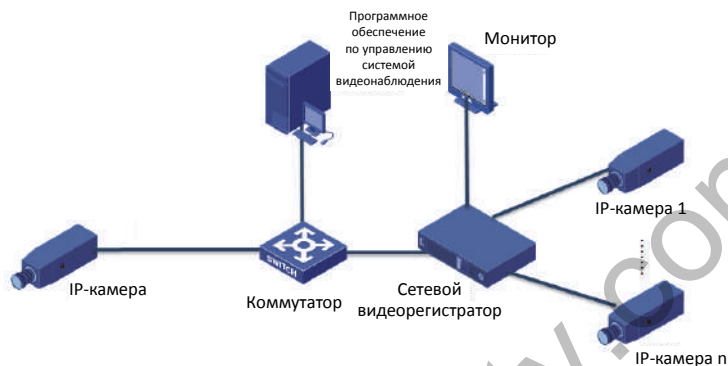 Программное
обеспечение
по управлению
системой
видеонаблюдения
Монитор
IP-камера 1
IP-камера
SWITCH
Коммутатор
Сетевой
видеорегистратор
IP-камера n